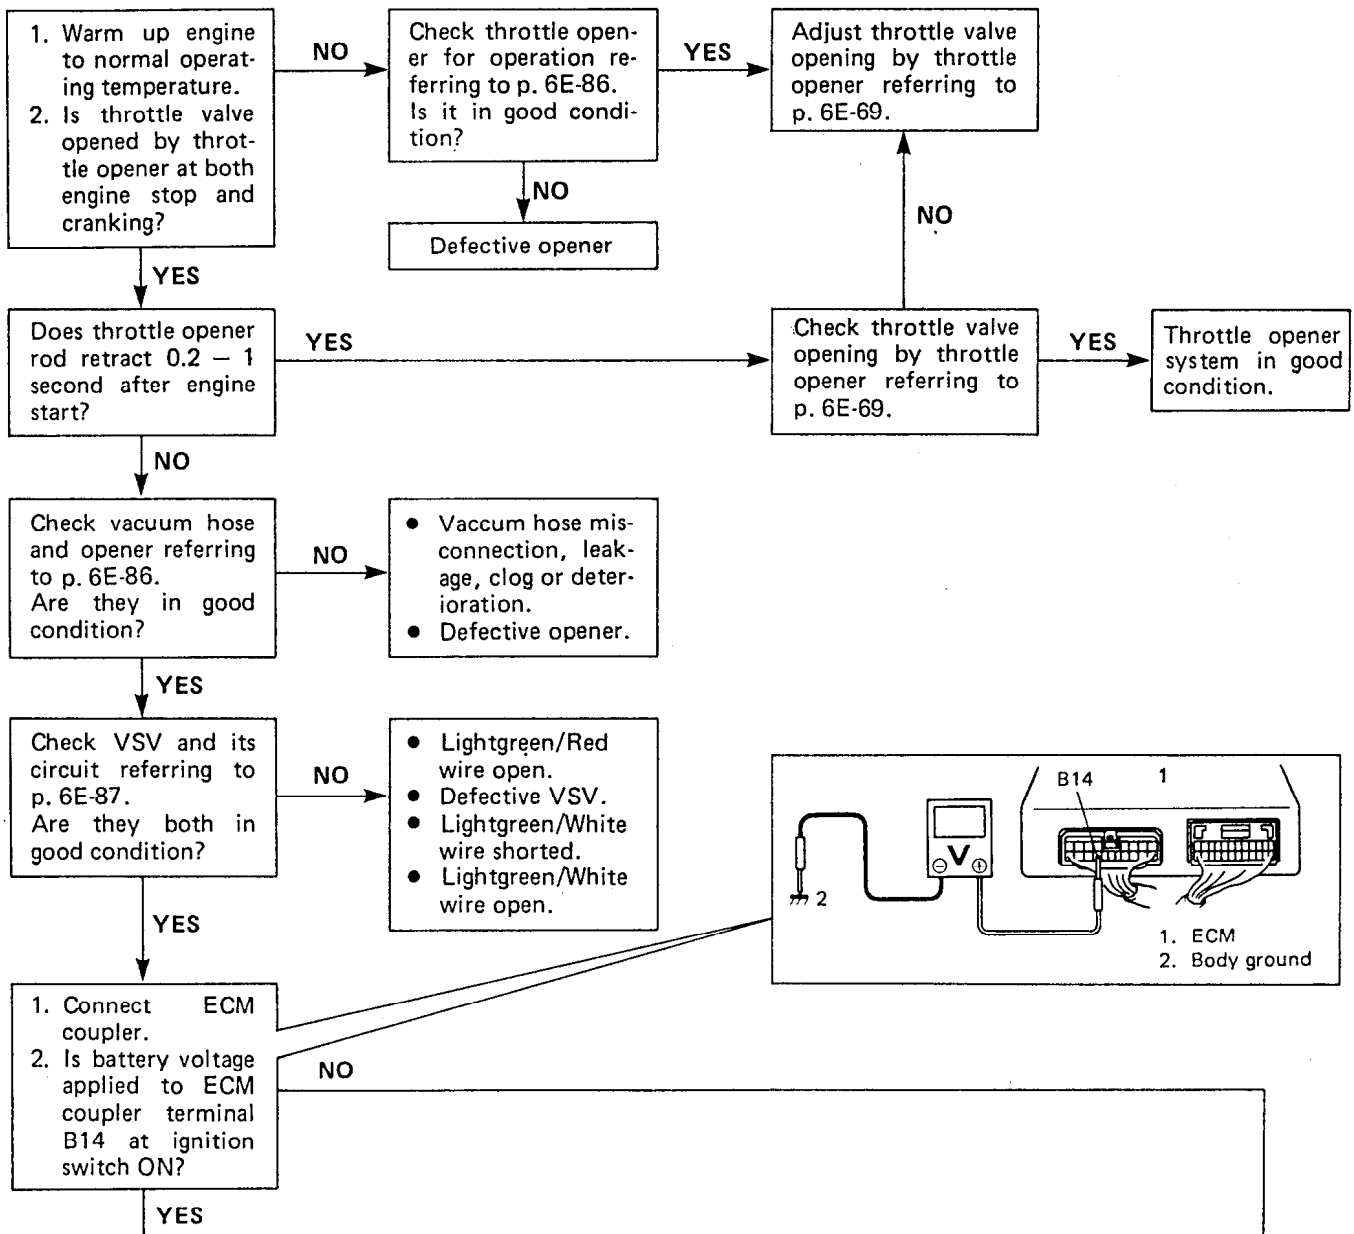 1. Warm up engine
to normal operat-
ing temperature.
2. Is throttle valve
opened by throt-
tle opener at both
engine stop and
cranking?
NO
Check throttle open-
er for operation re-
ferring to p. 6E-86.
Is it in good condi-
tion?
YES
Adjust throttle valve
opening by throttle
opener referring to
p. 6E-69.
NO
Defective opener
NO
YES
Does throttle opener
rod retract 0.2 – 1
second after engine
start?
YES
Check throttle valve
opening by throttle
opener referring to
p. 6E-69.
YES
Throttle opener
system in good
condition.
NO
Check vacuum hose
and opener referring
to p. 6E-86.
Are they in good
condition?
NO
● Vaccum hose mis-
connection, leak-
age, clog or deter-
ioration.
● Defective opener.
YES
Check VSV and its
circuit referring to
p. 6E-87.
Are they both in
good condition?
NO
● Lightgreen/Red
wire open.
● Defective VSV.
● Lightgreen/White
wire shorted.
● Lightgreen/White
wire open.
B14
1
V
⊖ ⊕
2
1. ECM
2. Body ground
YES
1. Connect ECM
coupler.
2. Is battery voltage
applied to ECM
coupler terminal
B14 at ignition
switch ON?
NO
YES